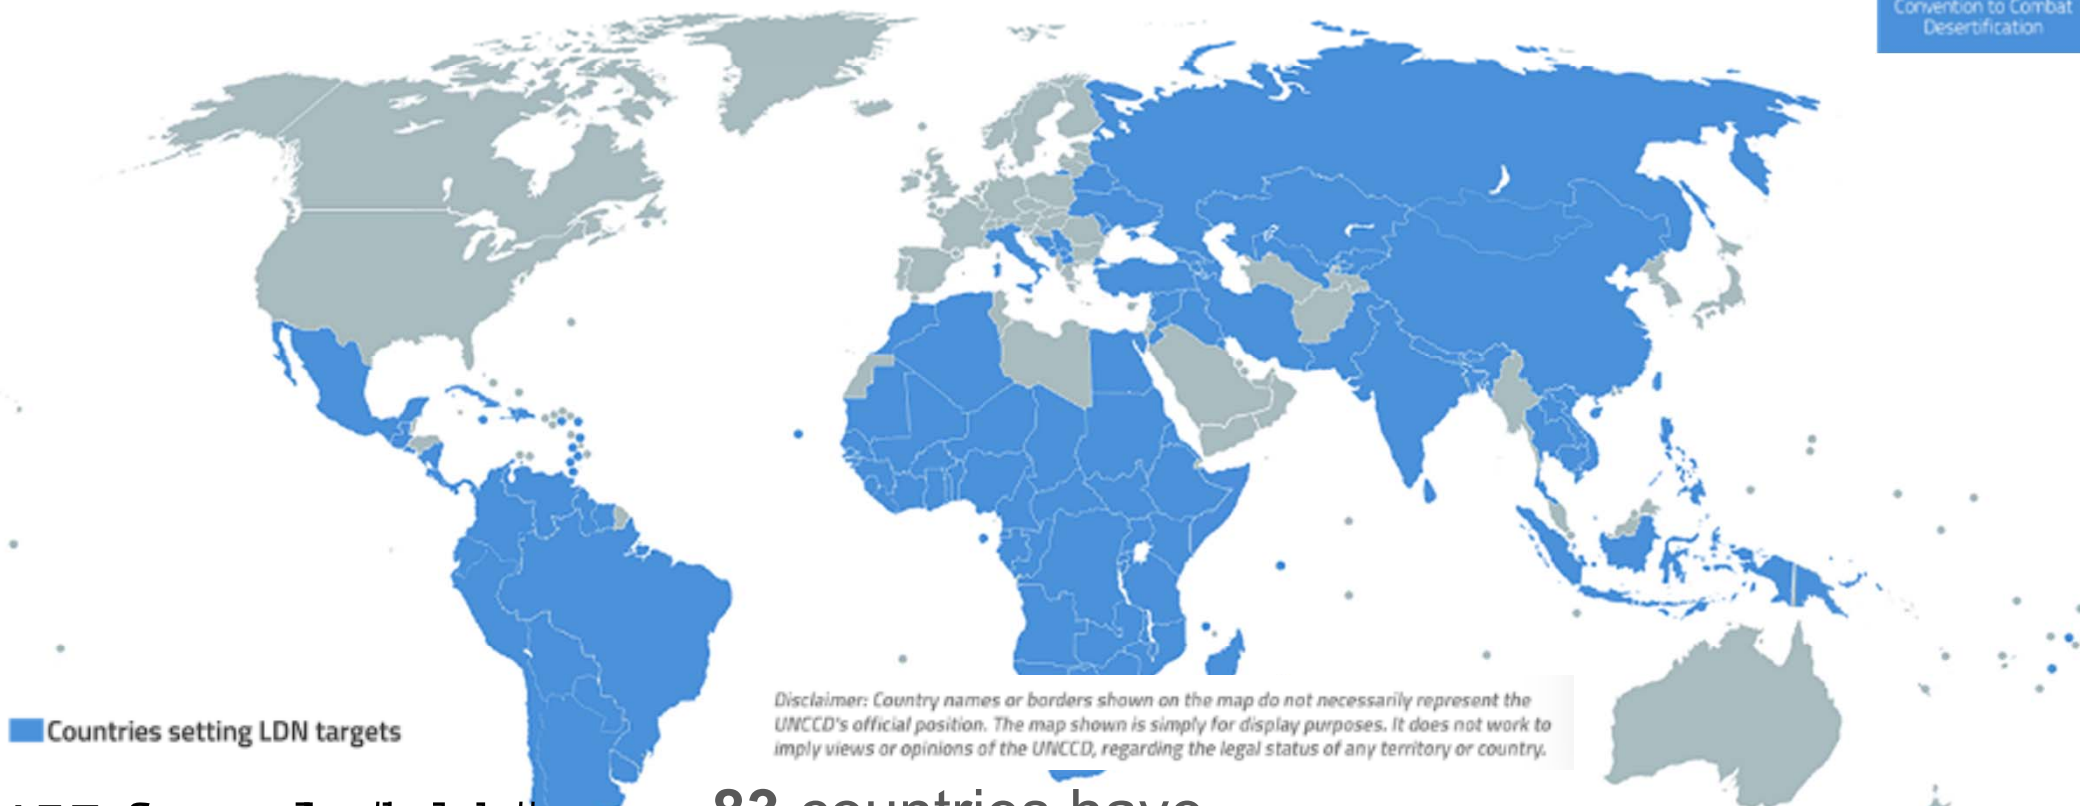 Convention to Combat
Desertification
Disclaimer: Country names or borders shown on the map do not necessarily represent the
UNCCD's official position. The map shown is simply for display purposes. It does not work to
imply views or opinions of the UNCCD, regarding the legal status of any territory or country.
Countries setting LDN targets
countries have